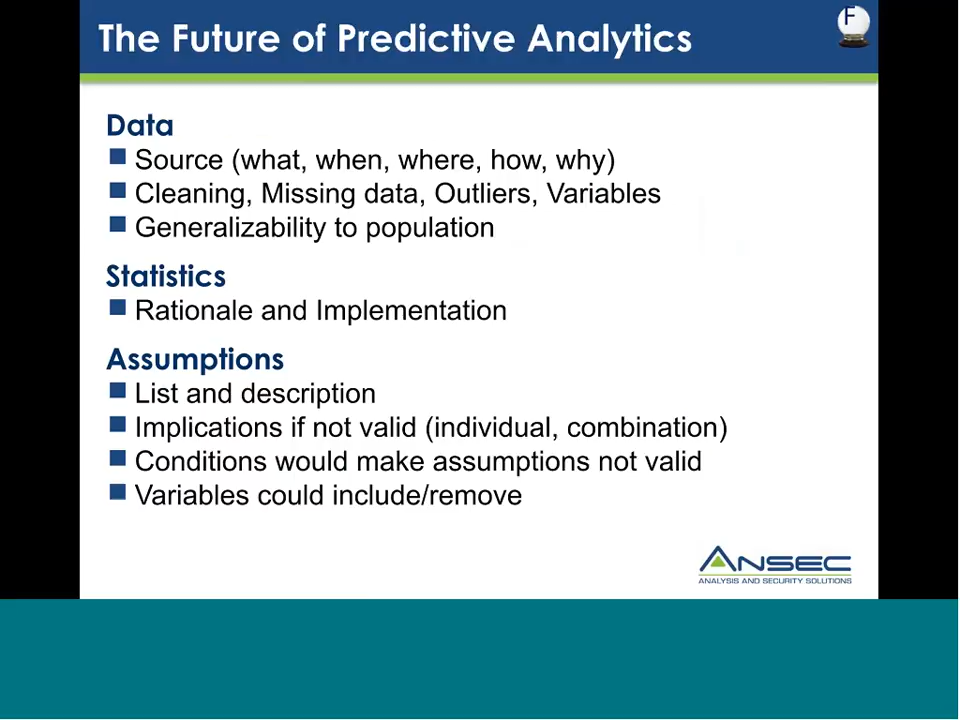 The Future of Predictive Analytics
F
Data
Source (what, when, where, how, why)
Cleaning, Missing data, Outliers, Variables
Generalizability to population
Statistics
Rationale and Implementation
Assumptions
List and description
Implications if not valid (individual, combination)
Conditions would make assumptions not valid
Variables could include/remove
ANSEC
ANALYSIS AND SECURITY SOLUTIONS